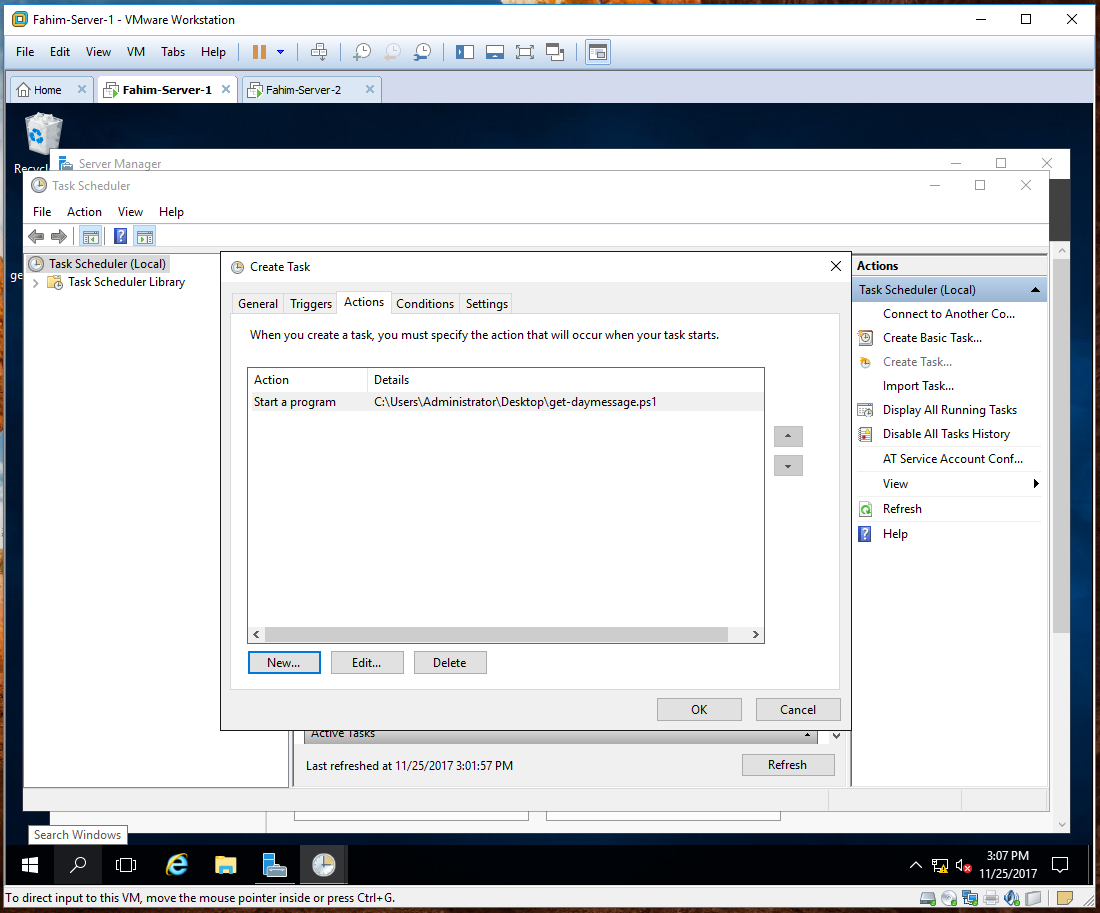 Fahim-Server-1 - VMware Workstation
File Edit View VM Tabs Help
Home Fahim-Server-1 Fahim-Server-2
Server Manager
Task Scheduler
File Action View Help
Task Scheduler (Local)
Task Scheduler Library
Create Task
General Triggers Actions Conditions Settings
When you create a task, you must specify the action that will occur when your task starts.
Action Details
Start a program C:\Users\Administrator\Desktop\get-daymessage.ps1
New... Edit... Delete
OK Cancel
Active Tasks
Last refreshed at 11/25/2017 3:01:57 PM
Refresh
Actions
Task Scheduler (Local)
Connect to Another Co...
Create Basic Task...
Create Task...
Import Task...
Display All Running Tasks
Disable All Tasks History
AT Service Account Conf...
View
Refresh
Help
Search Windows
3:07 PM
11/25/2017
To direct input to this VM, move the mouse pointer inside or press Ctrl+G.